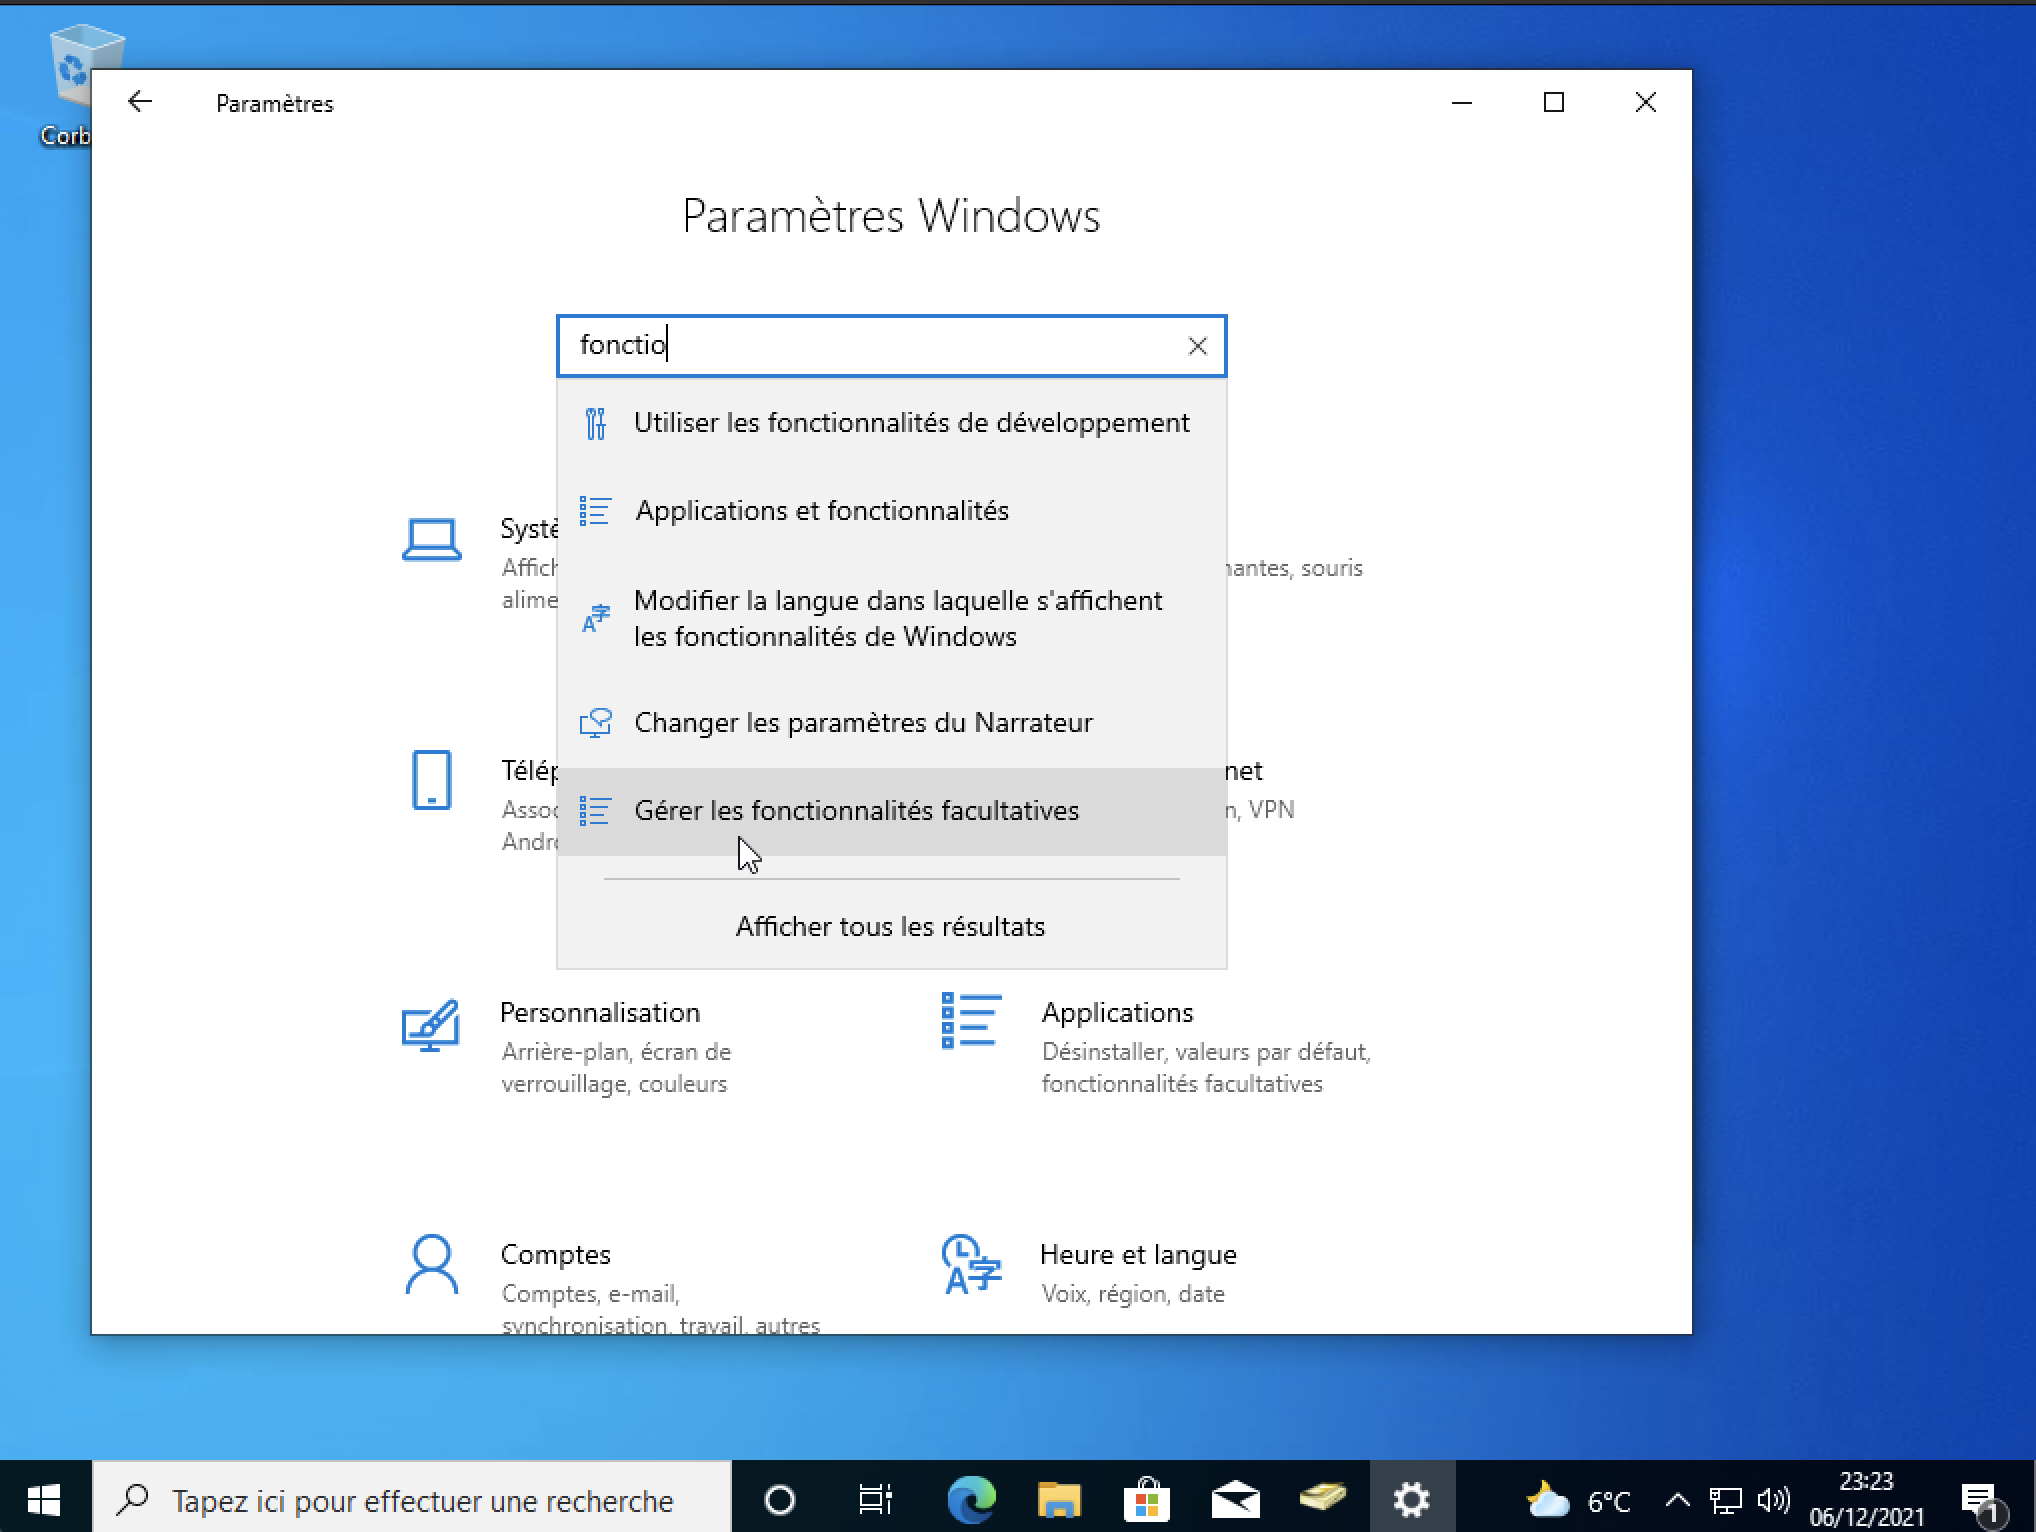 Corb
Paramètres
Paramètres Windows
fonctio
Utiliser les fonctionnalités de développement
Applications et fonctionnalités
Modifier la langue dans laquelle s'affichent
les fonctionnalités de Windows
Changer les paramètres du Narrateur
Gérer les fonctionnalités facultatives
Afficher tous les résultats
Systè
Affich
alime
nantes, souris
Télép
Assoc
Andro
net
n, VPN
Personnalisation
Arrière-plan, écran de
verrouillage, couleurs
Applications
Désinstaller, valeurs par défaut,
fonctionnalités facultatives
Comptes
Comptes, e-mail,
synchronisation, travail, autres
Heure et langue
Voix, région, date
Tapez ici pour effectuer une recherche
6°C
23:23
06/12/2021
1